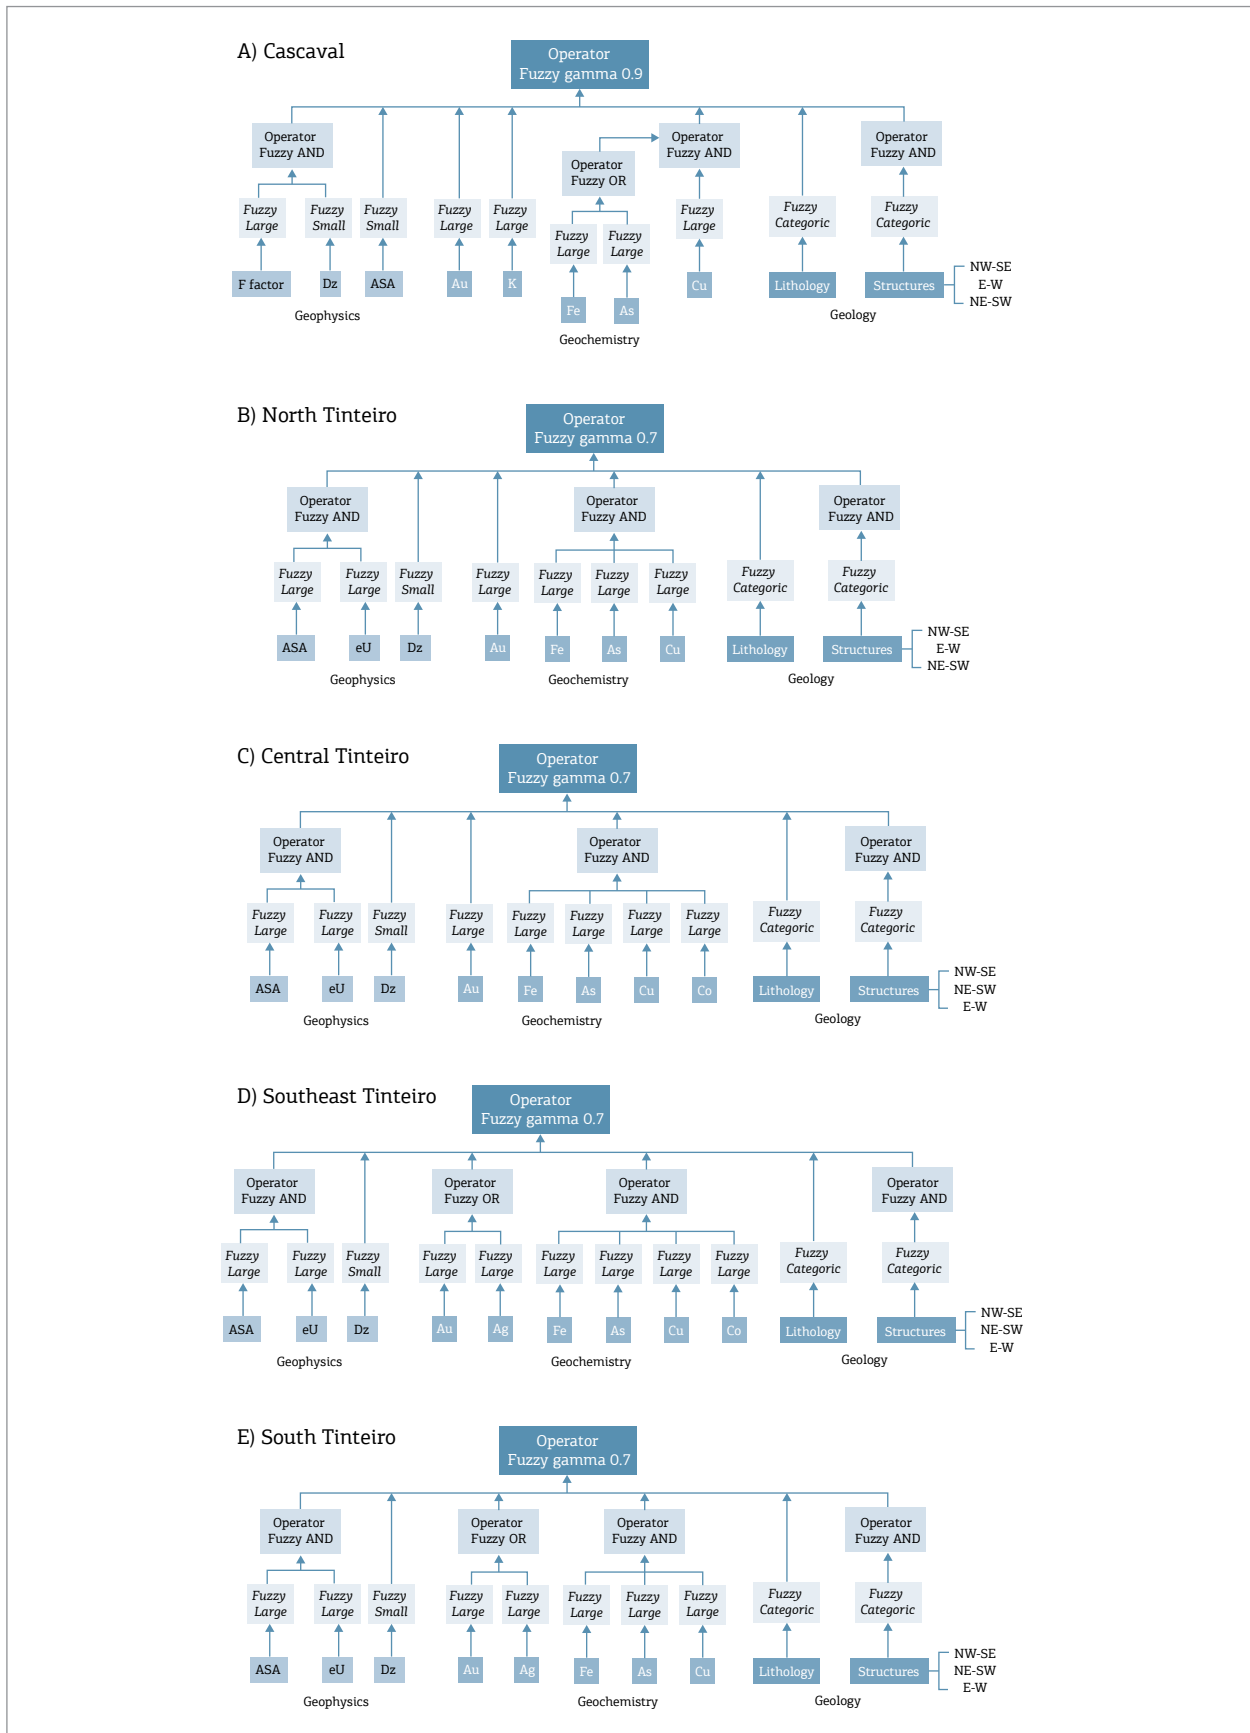 A) Cascaval
Operator
Fuzzy gamma 0.9
Operator
Fuzzy AND
Operator
Fuzzy OR
Operator
Fuzzy AND
Operator
Fuzzy AND
Fuzzy
Large
Fuzzy
Small
Fuzzy
Small
Fuzzy
Large
Fuzzy
Large
Fuzzy
Large
Fuzzy
Large
Fuzzy
Large
Fuzzy
Categoric
Fuzzy
Categoric
F factor
Dz
ASA
Au
K
Fe
As
Cu
Lithology
Structures
NW-SE
E-W
NE-SW
Geophysics
Geochemistry
Geology
B) North Tinteiro
Operator
Fuzzy gamma 0.7
Operator
Fuzzy AND
Operator
Fuzzy AND
Operator
Fuzzy AND
Fuzzy
Large
Fuzzy
Large
Fuzzy
Small
Fuzzy
Large
Fuzzy
Large
Fuzzy
Large
Fuzzy
Large
Fuzzy
Categoric
Fuzzy
Categoric
ASA
eU
Dz
Au
Fe
As
Cu
Lithology
Structures
NW-SE
E-W
NE-SW
Geophysics
Geochemistry
Geology
C) Central Tinteiro
Operator
Fuzzy gamma 0.7
Operator
Fuzzy AND
Operator
Fuzzy AND
Operator
Fuzzy AND
Fuzzy
Large
Fuzzy
Large
Fuzzy
Small
Fuzzy
Large
Fuzzy
Large
Fuzzy
Large
Fuzzy
Large
Fuzzy
Large
Fuzzy
Categoric
Fuzzy
Categoric
ASA
eU
Dz
Au
Fe
As
Cu
Co
Lithology
Structures
NW-SE
NE-SW
E-W
Geophysics
Geochemistry
Geology
D) Southeast Tinteiro
Operator
Fuzzy gamma 0.7
Operator
Fuzzy AND
Operator
Fuzzy OR
Operator
Fuzzy AND
Operator
Fuzzy AND
Fuzzy
Large
Fuzzy
Large
Fuzzy
Small
Fuzzy
Large
Fuzzy
Large
Fuzzy
Large
Fuzzy
Large
Fuzzy
Large
Fuzzy
Large
Fuzzy
Categoric
Fuzzy
Categoric
ASA
eU
Dz
Au
Ag
Fe
As
Cu
Co
Lithology
Structures
NW-SE
NE-SW
E-W
Geophysics
Geochemistry
Geology
E) South Tinteiro
Operator
Fuzzy gamma 0.7
Operator
Fuzzy AND
Operator
Fuzzy OR
Operator
Fuzzy AND
Operator
Fuzzy AND
Fuzzy
Large
Fuzzy
Large
Fuzzy
Small
Fuzzy
Large
Fuzzy
Large
Fuzzy
Large
Fuzzy
Large
Fuzzy
Large
Fuzzy
Categoric
Fuzzy
Categoric
ASA
eU
Dz
Au
Ag
Fe
As
Cu
Lithology
Structures
NW-SE
NE-SW
E-W
Geophysics
Geochemistry
Geology